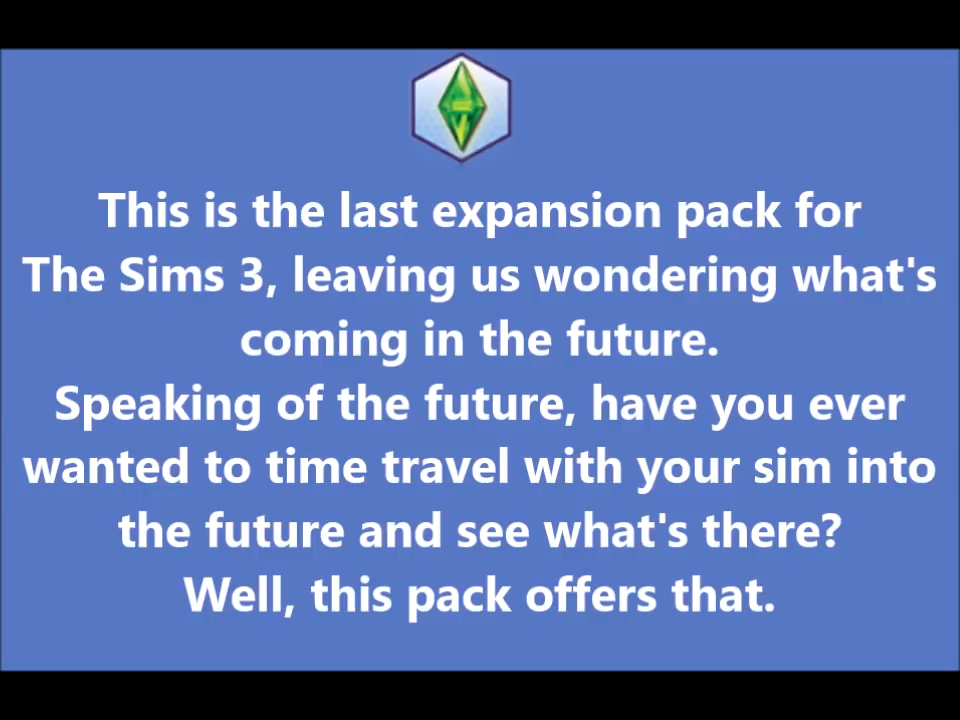 This is the last expansion pack for
The Sims 3, leaving us wondering what's
coming in the future.
Speaking of the future, have you ever
wanted to time travel with your sim into
the future and see what's there?
Well, this pack offers that.